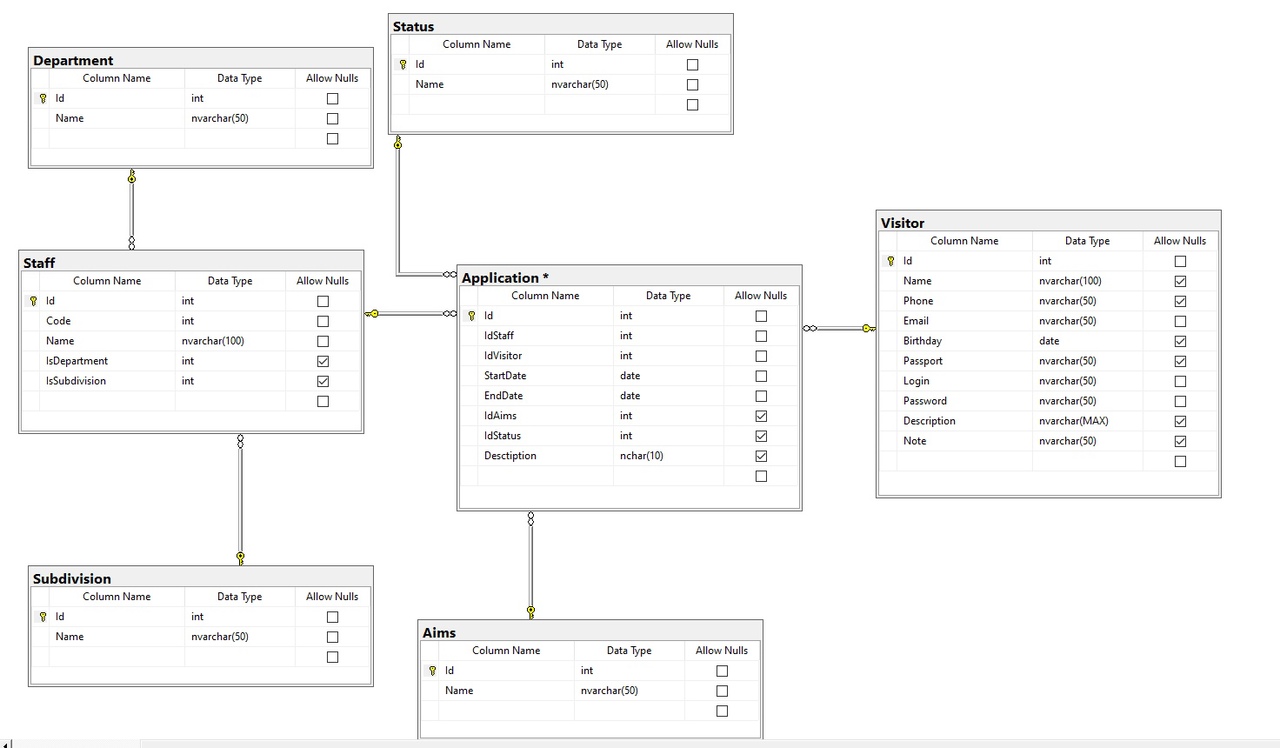 Status
Column Name Data Type Allow Nulls
Id int
Name nvarchar(50)
Department
Column Name Data Type Allow Nulls
Id int
Name nvarchar(50)
Staff
Column Name Data Type Allow Nulls
Id int
Code int
Name nvarchar(100)
IsDepartment int
IsSubdivision int
Application *
Column Name Data Type Allow Nulls
Id int
IdStaff int
IdVisitor int
StartDate date
EndDate date
IdAims int
IdStatus int
Desctiption nchar(10)
Visitor
Column Name Data Type Allow Nulls
Id int
Name nvarchar(100)
Phone nvarchar(50)
Email nvarchar(50)
Birthday date
Passport nvarchar(50)
Login nvarchar(50)
Password nvarchar(50)
Description nvarchar(MAX)
Note nvarchar(50)
Subdivision
Column Name Data Type Allow Nulls
Id int
Name nvarchar(50)
Aims
Column Name Data Type Allow Nulls
Id int
Name nvarchar(50)